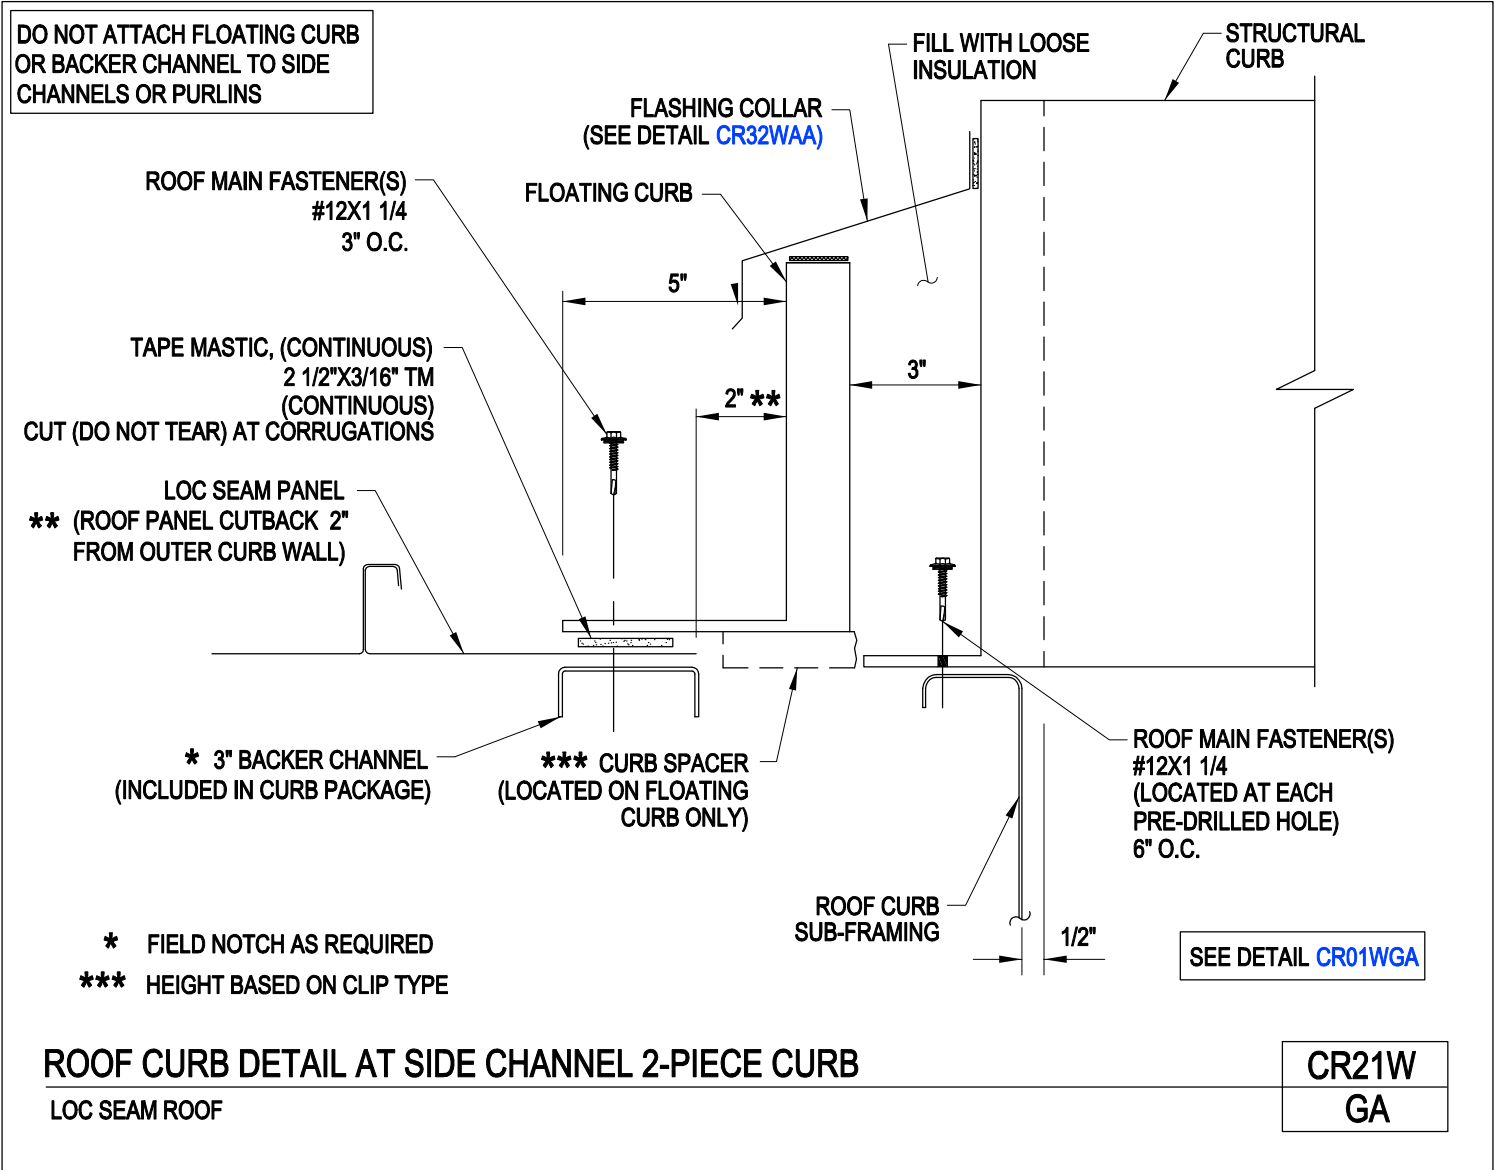 DO NOT ATTACH FLOATING CURB
OR BACKER CHANNEL TO SIDE
CHANNELS OR PURLINS
STRUCTURAL
CURB
FILL WITH LOOSE
INSULATION
FLASHING COLLAR
(SEE DETAIL CR32WAA)
ROOF MAIN FASTENER(S)
#12X1 1/4
3" O.C.
FLOATING CURB
5"
TAPE MASTIC, (CONTINUOUS)
2 1/2"X3/16" TM
(CONTINUOUS)
CUT (DO NOT TEAR) AT CORRUGATIONS
3"
2" **
LOC SEAM PANEL
** (ROOF PANEL CUTBACK 2"
FROM OUTER CURB WALL)
* 3" BACKER CHANNEL
(INCLUDED IN CURB PACKAGE)
*** CURB SPACER
(LOCATED ON FLOATING
CURB ONLY)
ROOF MAIN FASTENER(S)
#12X1 1/4
(LOCATED AT EACH
PRE-DRILLED HOLE)
6" O.C.
ROOF CURB
SUB-FRAMING
1/2"
* FIELD NOTCH AS REQUIRED
*** HEIGHT BASED ON CLIP TYPE
SEE DETAIL CR01WGA
ROOF CURB DETAIL AT SIDE CHANNEL 2-PIECE CURB
LOC SEAM ROOF
CR21W
GA